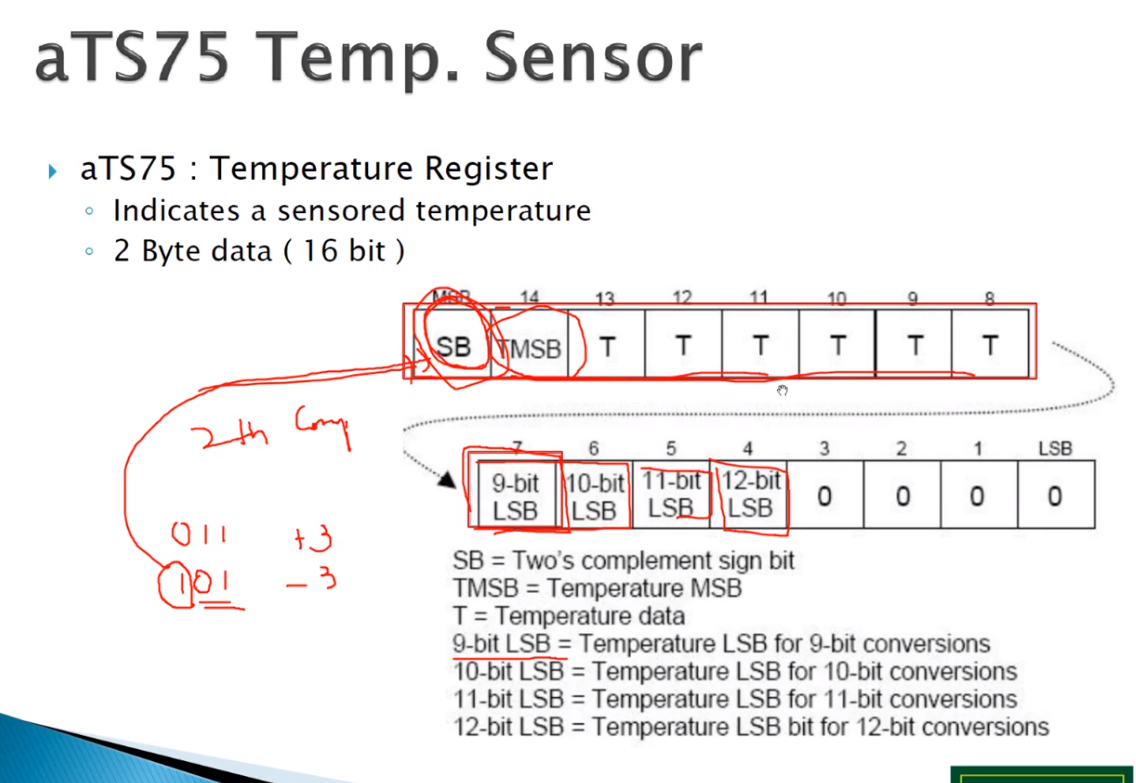 aTS75 Temp. Sensor
aTS75 : Temperature Register
Indicates a sensored temperature
2 Byte data ( 16 bit )
MSB 14 13 12 11 10 9 8
SB TMSB T T T T T T
2th Comp
7 6 5 4 3 2 1 LSB
9-bit LSB 10-bit LSB 11-bit LSB 12-bit LSB 0 0 0 0
011 +3
101 -3
SB = Two's complement sign bit
TMSB = Temperature MSB
T = Temperature data
9-bit LSB = Temperature LSB for 9-bit conversions
10-bit LSB = Temperature LSB for 10-bit conversions
11-bit LSB = Temperature LSB for 11-bit conversions
12-bit LSB = Temperature LSB bit for 12-bit conversions